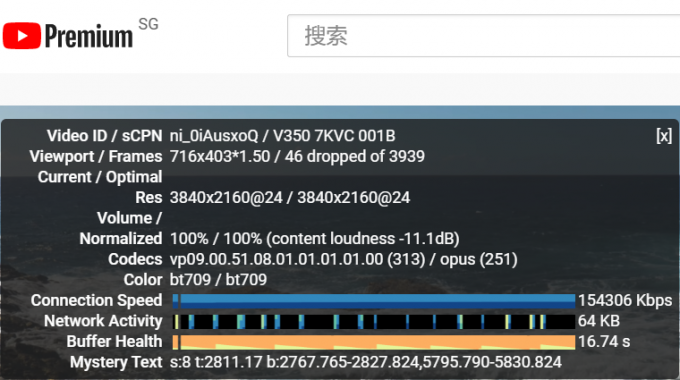 Premium SG
搜索
Video ID / sCPN ni_0iAusxoQ / V350 7KVC 001B [x]
Viewport / Frames 716x403*1.50 / 46 dropped of 3939
Current / Optimal
Res 3840x2160@24 / 3840x2160@24
Volume /
Normalized 100% / 100% (content loudness -11.1dB)
Codecs vp09.00.51.08.01.01.01.01.00 (313) / opus (251)
Color bt709 / bt709
Connection Speed 154306 Kbps
Network Activity 64 KB
Buffer Health 16.74 s
Mystery Text s:8 t:2811.17 b:2767.765-2827.824,5795.790-5830.824